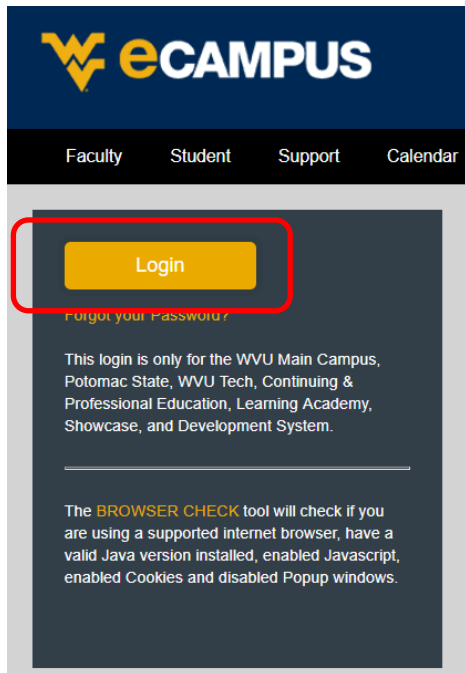 eCAMPUS
Faculty Student Support Calendar
Login
Forgot your Password?
This login is only for the WVU Main Campus,
Potomac State, WVU Tech, Continuing &
Professional Education, Learning Academy,
Showcase, and Development System.
The BROWSER CHECK tool will check if you
are using a supported internet browser, have a
valid Java version installed, enabled Javascript,
enabled Cookies and disabled Popup windows.